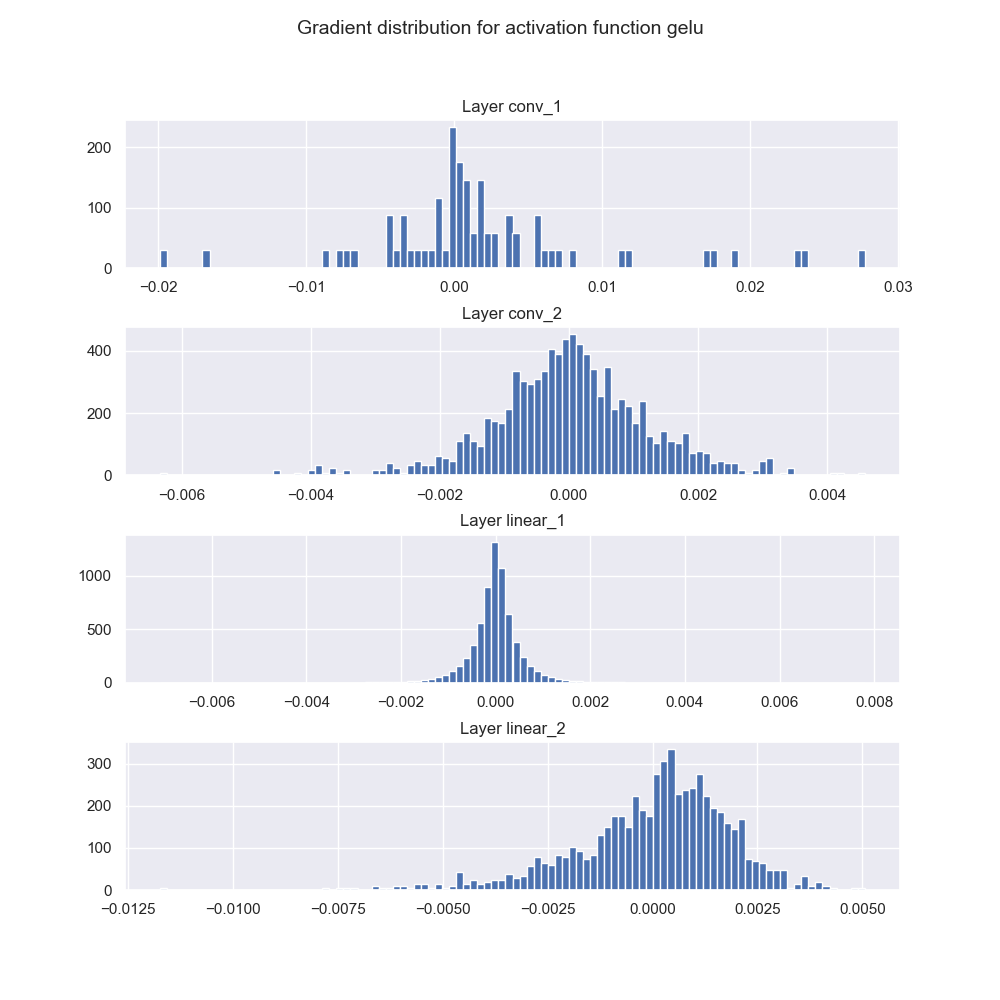 Gradient distribution for activation function gelu
Layer conv_1
200
100
0
−0.02 −0.01 0.00 0.01 0.02 0.03
Layer conv_2
400
200
0
−0.006 −0.004 −0.002 0.000 0.002 0.004
Layer linear_1
1000
500
0
−0.006 −0.004 −0.002 0.000 0.002 0.004 0.006 0.008
Layer linear_2
300
200
100
0
−0.0125 −0.0100 −0.0075 −0.0050 −0.0025 0.0000 0.0025 0.0050